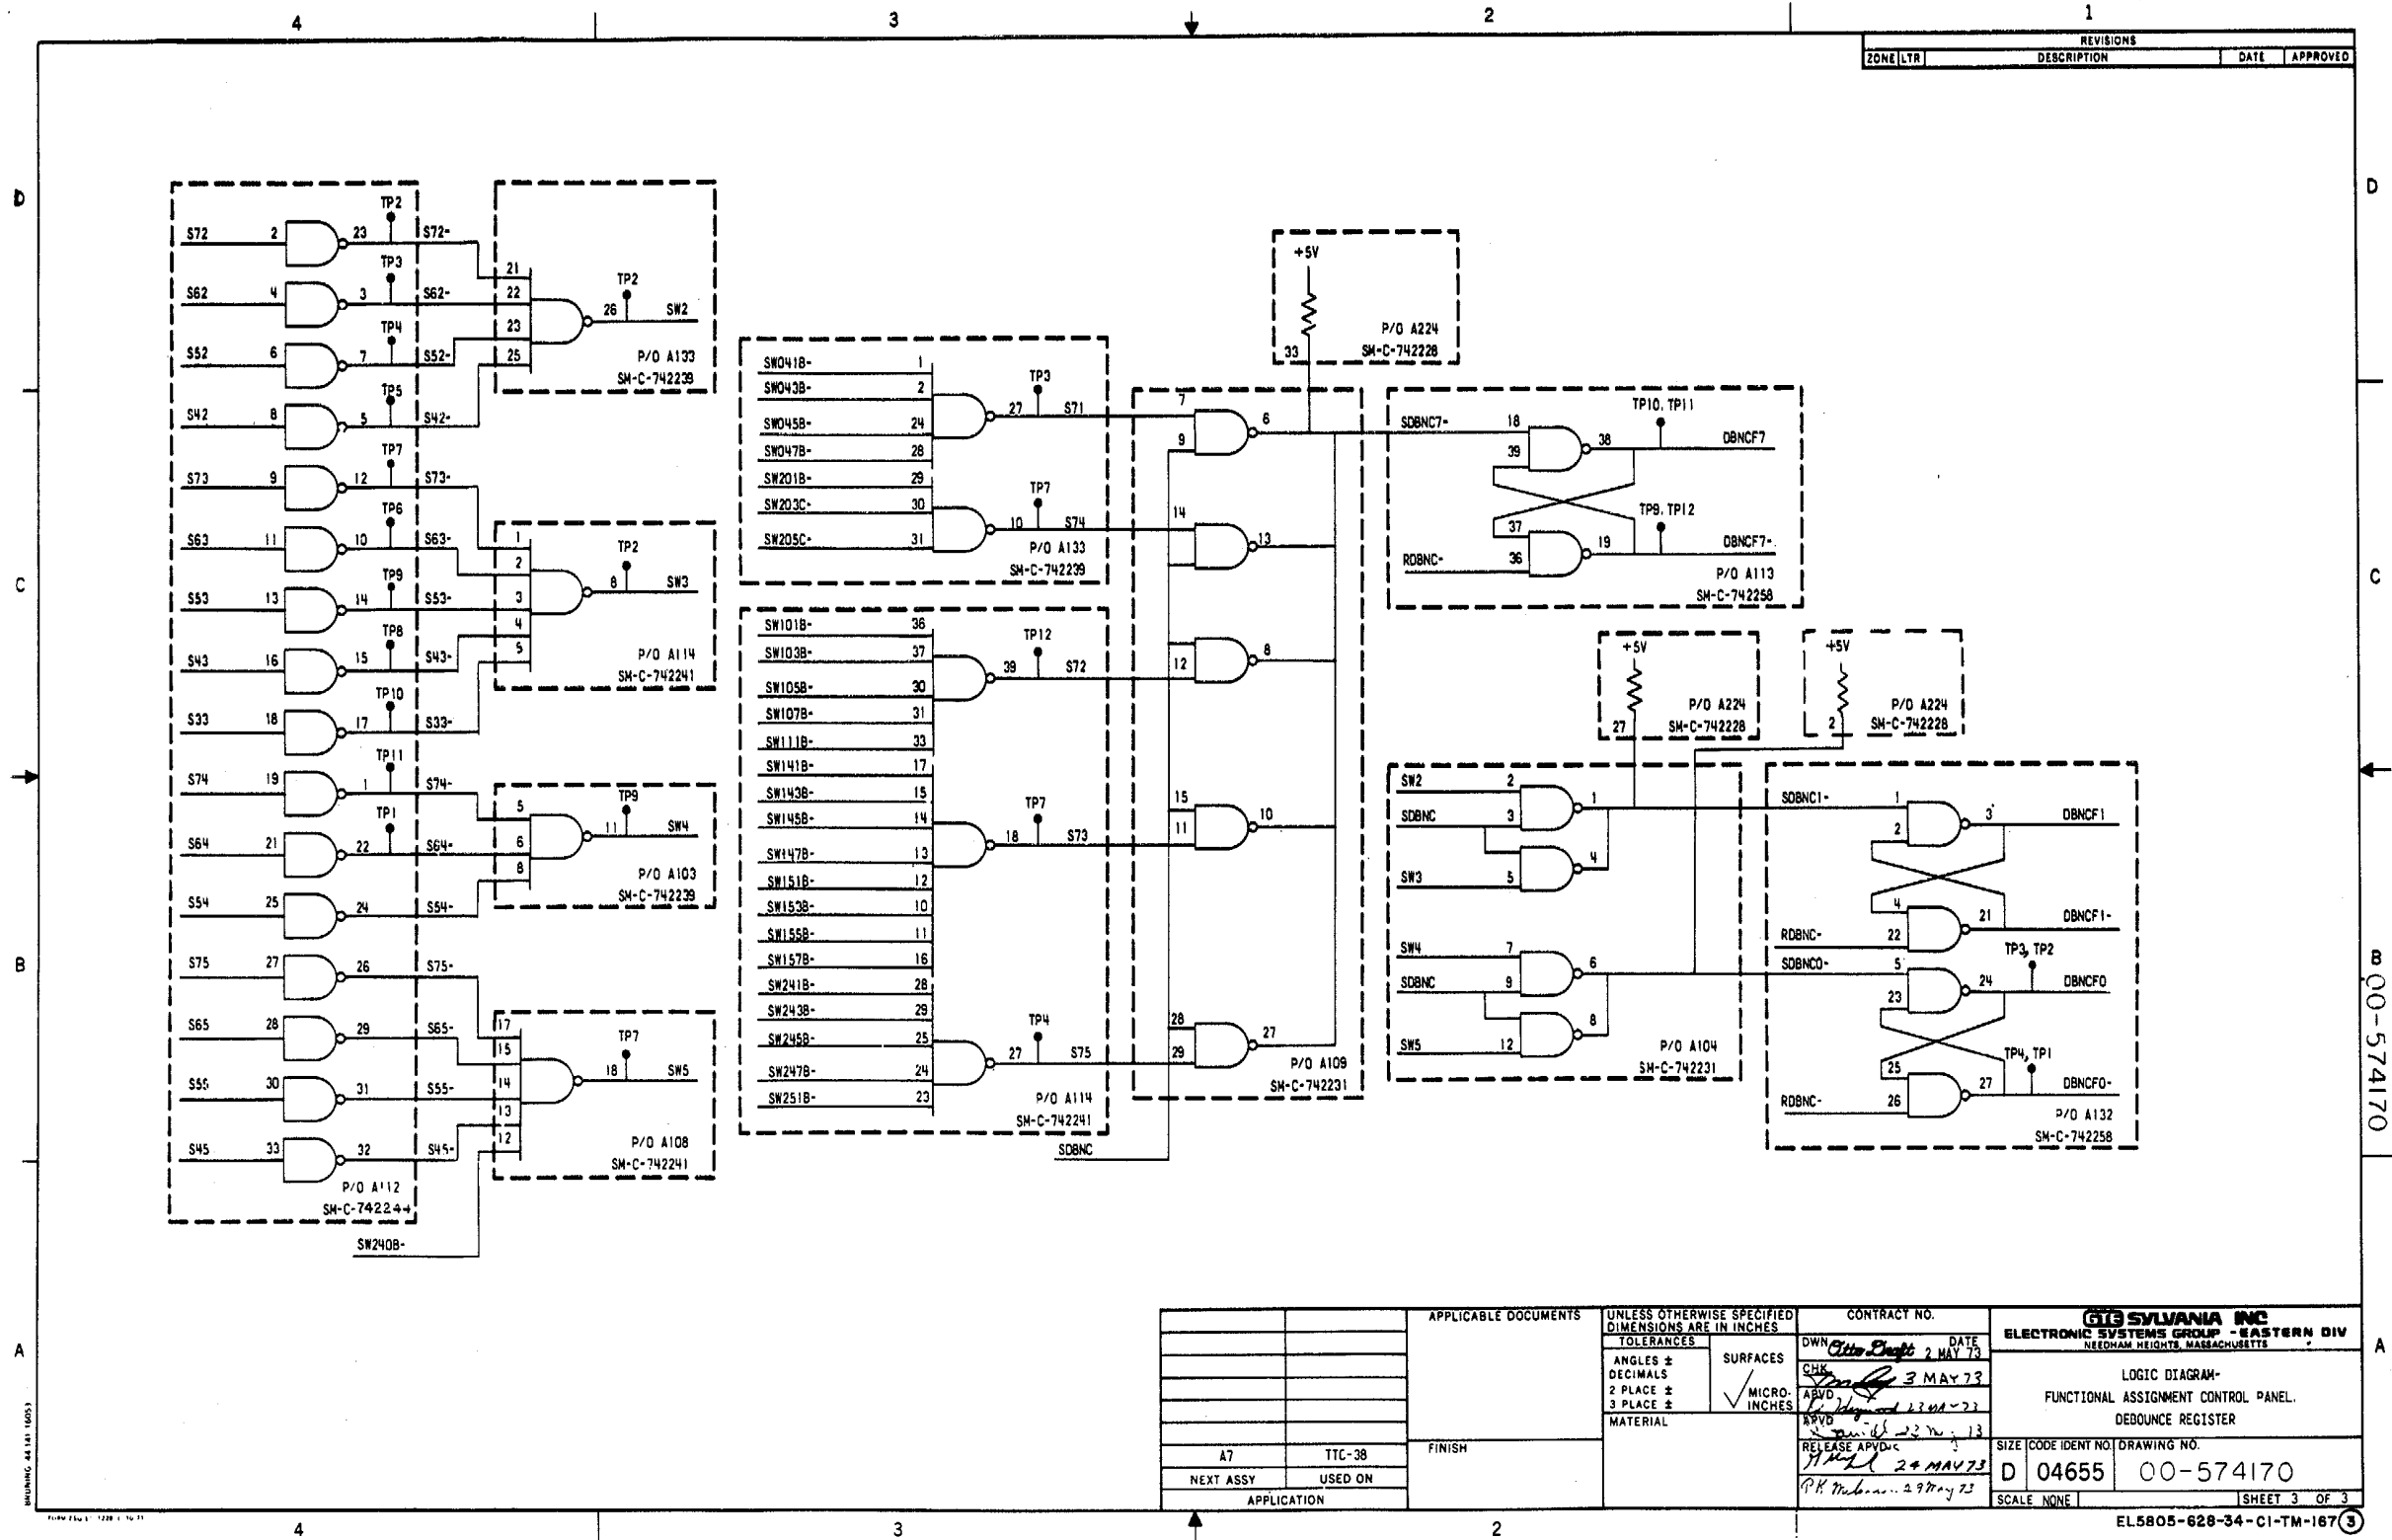 4 3 2 1
REVISIONS
ZONE LTR DESCRIPTION DATE APPROVED
D D
C C
B B
A A
S72 2 23 TP2 S72-
S62 4 3 TP3 S62-
S52 6 7 TP4 S52-
S42 8 5 TP5 S42-
S73 9 12 TP7 S73-
S63 11 10 TP6 S63-
S53 13 14 TP9 S53-
S43 16 15 TP8 S43-
S33 18 17 TP10 S33-
S74 19 1 TP11 S74-
S64 21 22 TP1 S64-
S54 25 24 S54-
S75 27 26 S75-
S65 28 29 S65-
S55 30 31 S55-
S45 33 32 S45-
P/O A112
SM-C-742244
SW240B-
21 22 23 25 26 TP2 SW2
P/O A133
SM-C-742239
1 2 3 4 5 8 TP2 SW3
P/O A114
SM-C-742241
5 6 8 11 TP9 SW4
P/O A103
SM-C-742239
17 15 14 13 12 18 TP7 SW5
P/O A108
SM-C-742241
SW041B- 1
SW043B- 2
SW045B- 24
SW047B- 28
27 TP3 S71
SW201B- 29
SW203C- 30
SW205C- 31
10 TP7 S74
P/O A133
SM-C-742239
SW101B- 36
SW103B- 37
SW105B- 30
SW107B- 31
SW111B- 33
39 TP12 S72
SW141B- 17
SW143B- 15
SW145B- 14
SW147B- 13
SW151B- 12
SW153B- 10
SW155B- 11
SW157B- 16
18 TP7 S73
SW241B- 28
SW243B- 29
SW245B- 25
SW247B- 24
SW251B- 23
27 TP4 S75
P/O A114
SM-C-742241
SDBNC
7 9 6
14 13
12 8
15 11 10
28 29 27
P/O A109
SM-C-742231
+5V
33
P/O A224
SM-C-742228
SDBNC7- 18 39 38 TP10, TP11 DBNCF7
RDBNC- 37 36 19 TP9, TP12 DBNCF7-
P/O A113
SM-C-742258
+5V
27
P/O A224
SM-C-742228
+5V
2
P/O A224
SM-C-742228
SW2 2
SDBNC 3 1
4
SW3 5
SW4 7
SDBNC 9 6
8
SW5 12
P/O A104
SM-C-742231
SDBNC1- 1 2 3 DBNCF1
RDBNC- 4 22 21 DBNCF1-
SDBNC0- 5 23 24 TP3, TP2 DBNCF0
RDBNC- 25 26 27 TP4, TP1 DBNCF0-
P/O A132
SM-C-742258
00-574170
A7 TTC-38
NEXT ASSY USED ON
APPLICATION
APPLICABLE DOCUMENTS
FINISH
UNLESS OTHERWISE SPECIFIED
DIMENSIONS ARE IN INCHES
TOLERANCES
ANGLES ±
DECIMALS
2 PLACE ±
3 PLACE ±
SURFACES
MICRO-
INCHES
MATERIAL
CONTRACT NO.
DWN DATE
2 MAY 73
CHK 3 MAY 73
APVD
APVD
RELEASE APVD
24 MAY 73
GTE SYLVANIA INC
ELECTRONIC SYSTEMS GROUP - EASTERN DIV
NEEDHAM HEIGHTS, MASSACHUSETTS
LOGIC DIAGRAM-
FUNCTIONAL ASSIGNMENT CONTROL PANEL.
DEBOUNCE REGISTER
SIZE CODE IDENT NO. DRAWING NO.
D 04655 00-574170
SCALE NONE SHEET 3 OF 3
4 3 2
EL5805-628-34-C1-TM-167 3